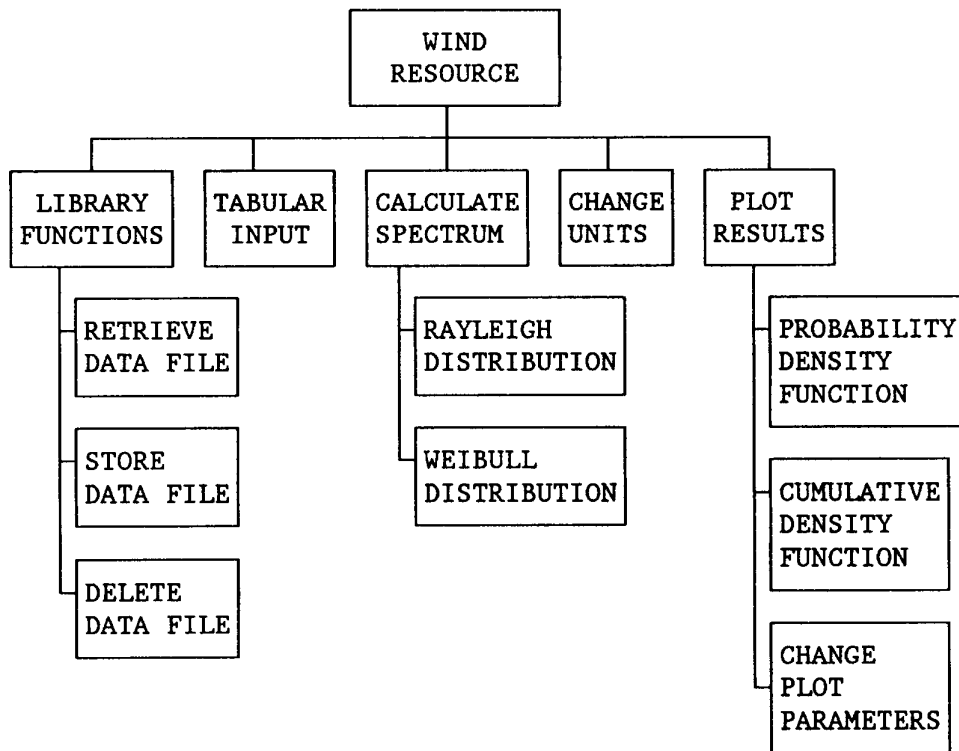 WIND
RESOURCE
LIBRARY
FUNCTIONS
TABULAR
INPUT
CALCULATE
SPECTRUM
CHANGE
UNITS
PLOT
RESULTS
RETRIEVE
DATA FILE
STORE
DATA FILE
DELETE
DATA FILE
RAYLEIGH
DISTRIBUTION
WEIBULL
DISTRIBUTION
PROBABILITY
DENSITY
FUNCTION
CUMULATIVE
DENSITY
FUNCTION
CHANGE
PLOT
PARAMETERS